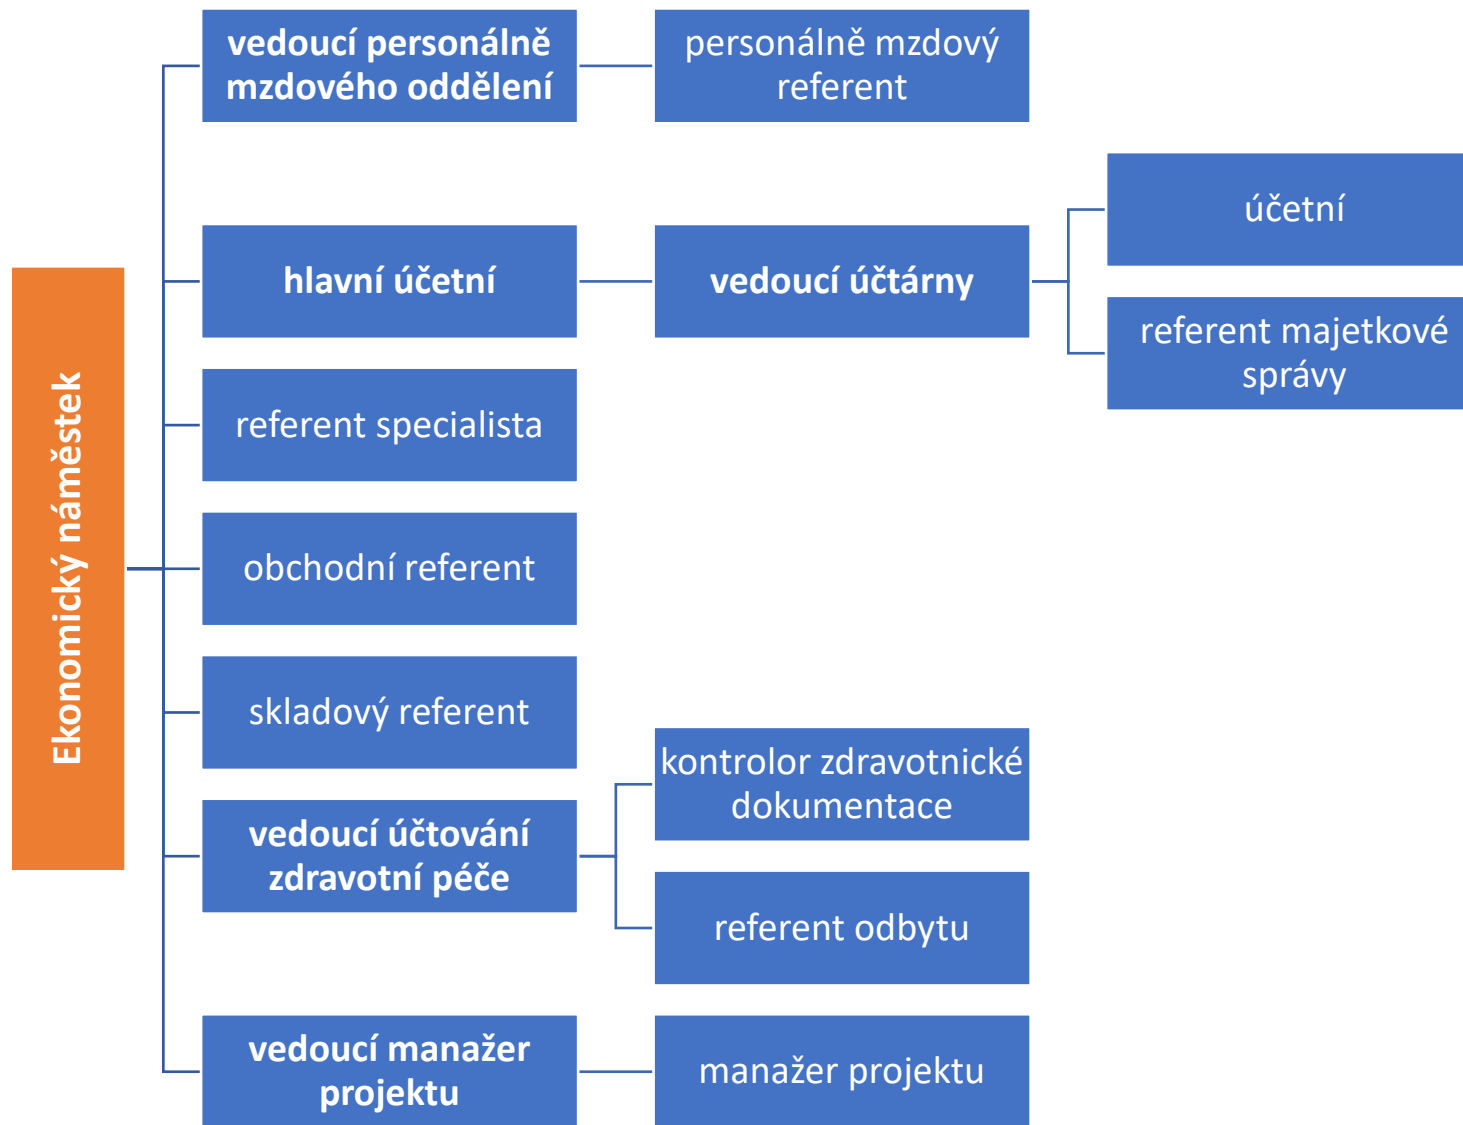 Ekonomický náměstek
vedoucí personálně
mzdového oddělení
personálně mzdový
referent
hlavní účetní
vedoucí účtárny
účetní
referent majetkové
správy
referent specialista
obchodní referent
skladový referent
vedoucí účtování
zdravotní péče
kontrolor zdravotnické
dokumentace
referent odbytu
vedoucí manažer
projektu
manažer projektu